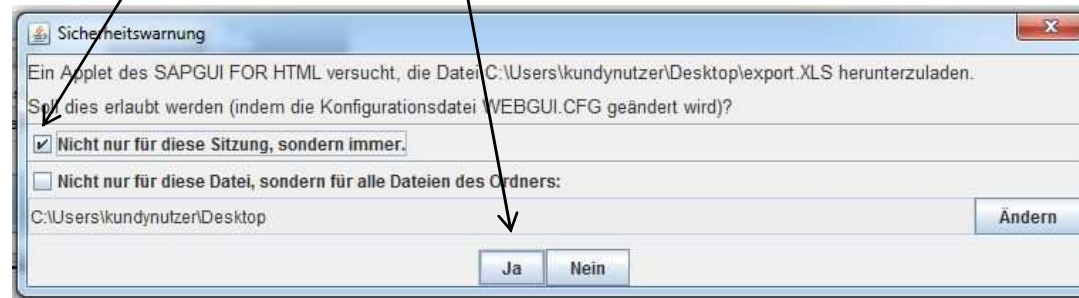 Sicherheitswarnung
Ein Applet des SAPGUI FOR HTML versucht, die Datei C:\Users\kundynutzer\Desktop\export.XLS herunterzuladen.
Soll dies erlaubt werden (indem die Konfigurationsdatei WEBGUI.CFG geändert wird)?
Nicht nur für diese Sitzung, sondern immer.
Nicht nur für diese Datei, sondern für alle Dateien des Ordners:
C:\Users\kundynutzer\Desktop Ändern
Ja Nein